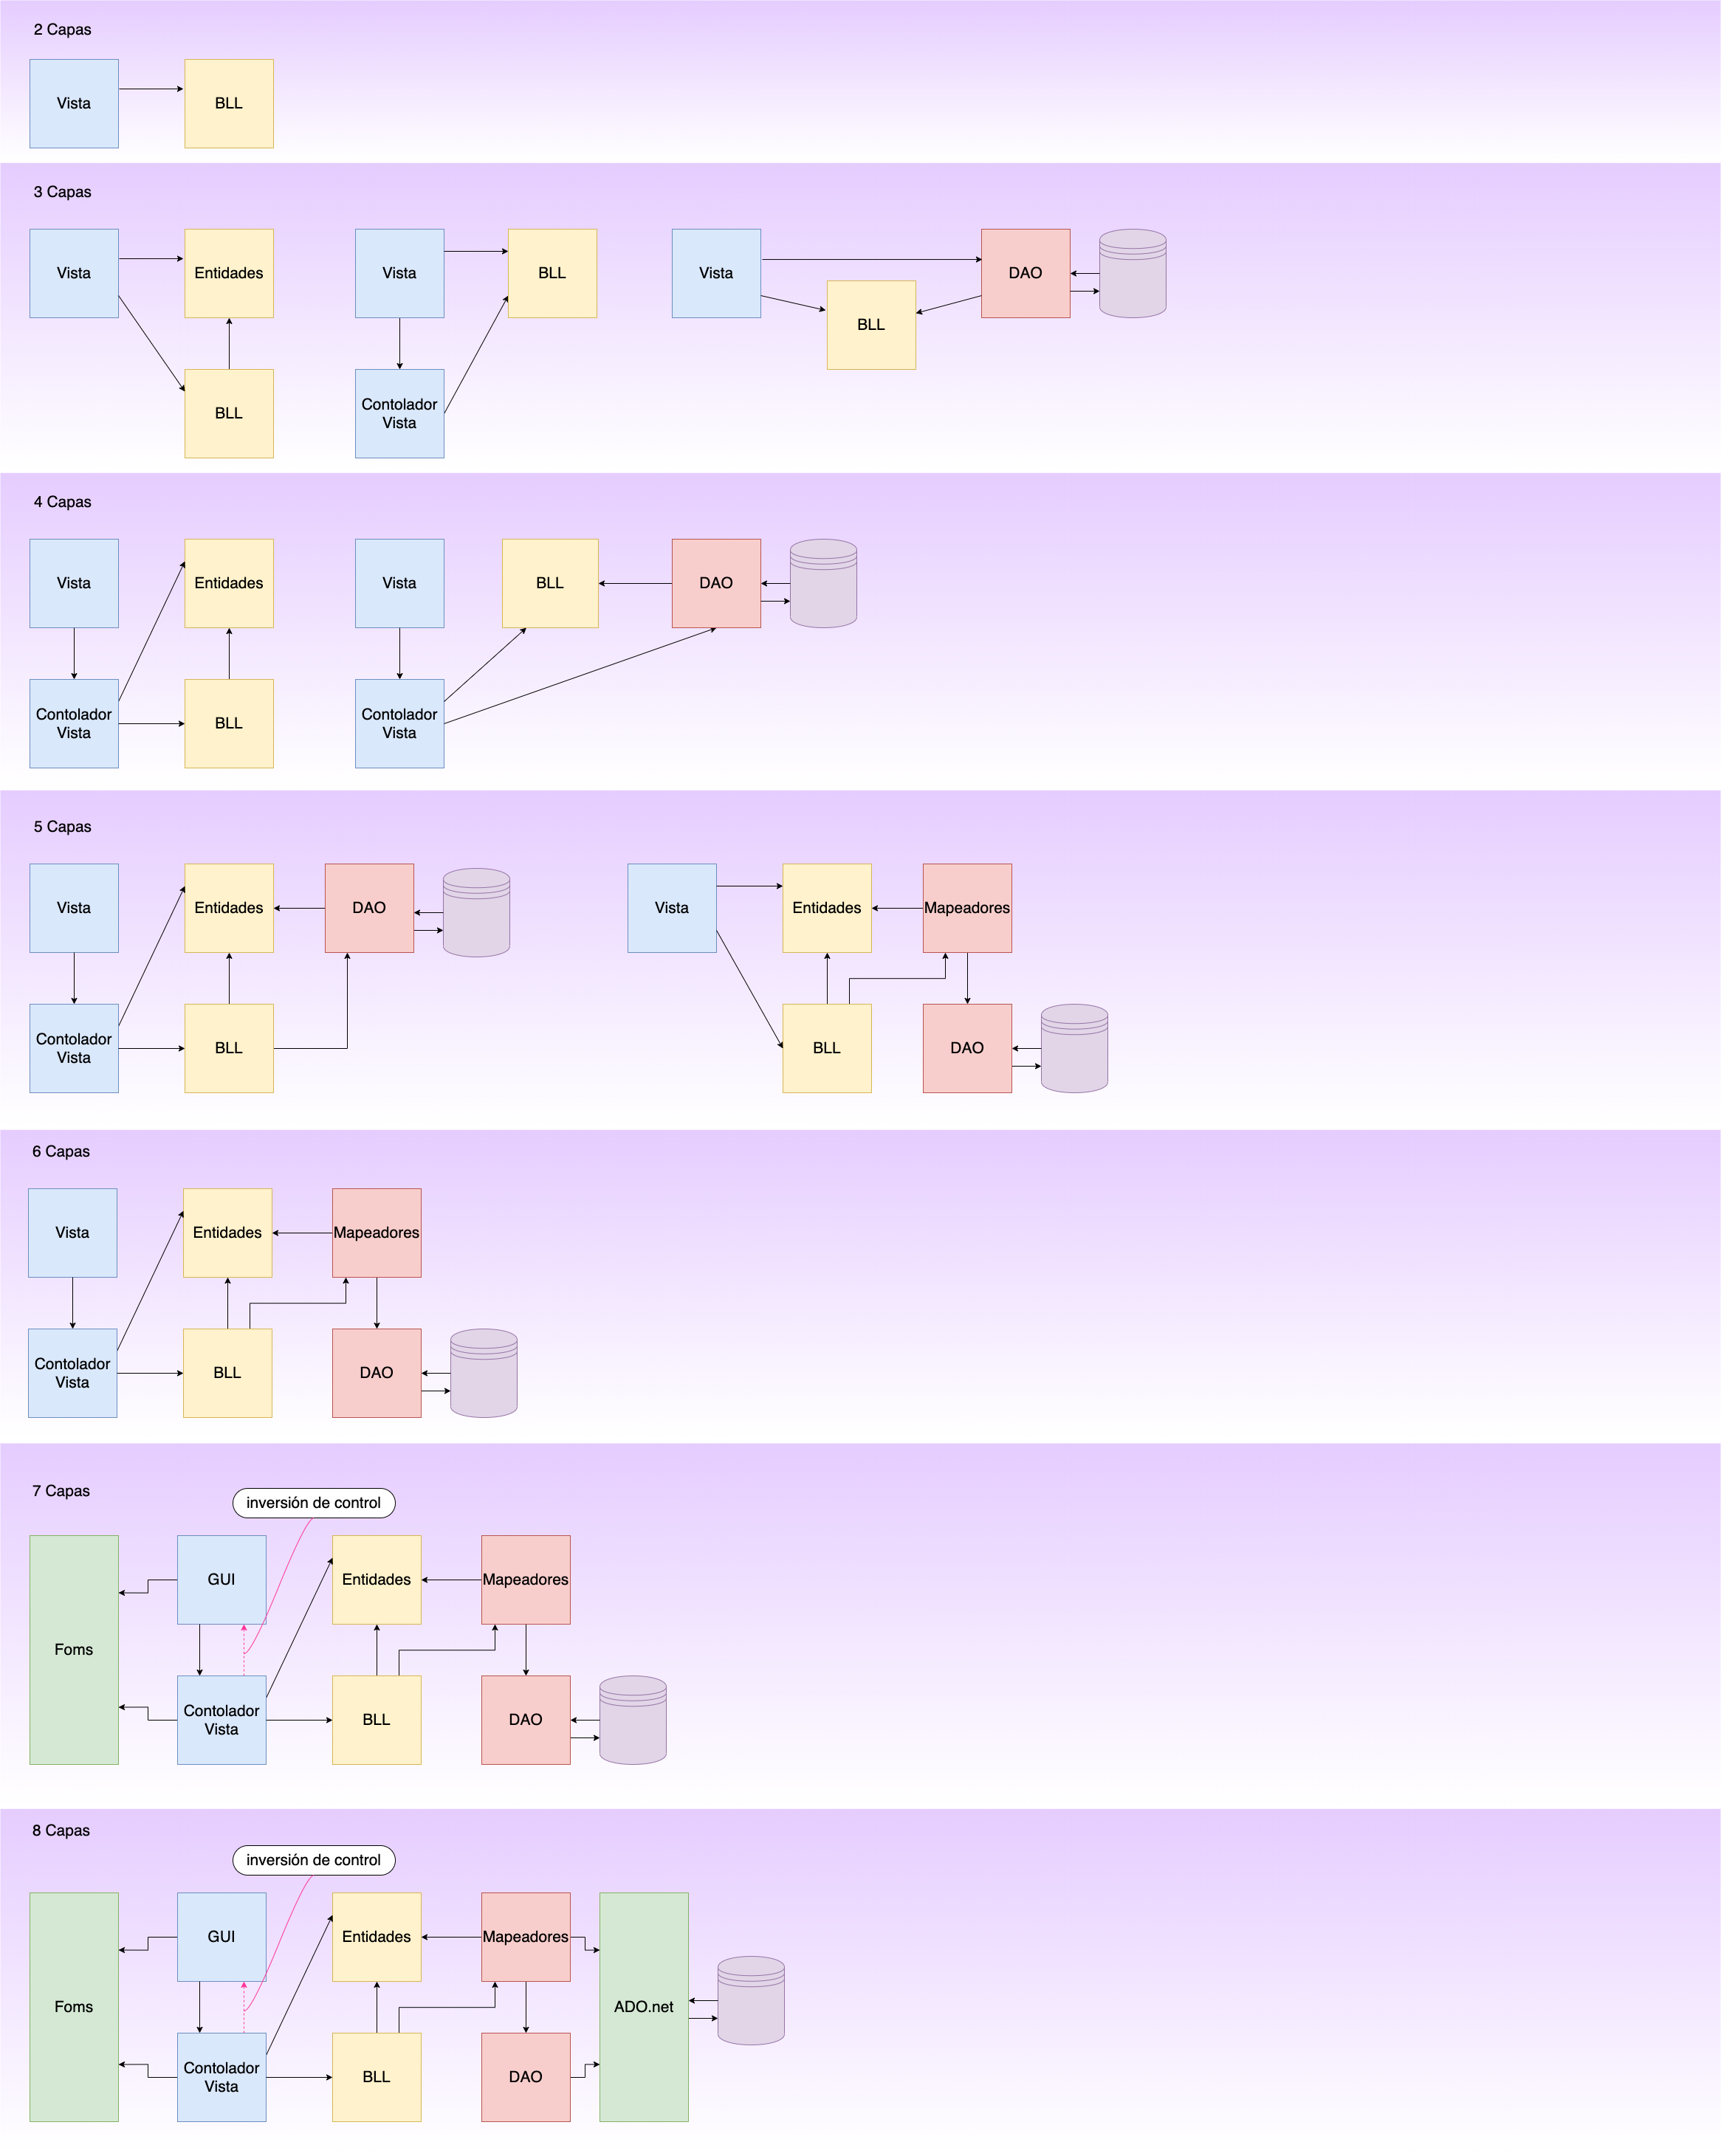 2 Capas
Vista
BLL
3 Capas
Vista
Entidades
BLL
Vista
BLL
Contolador
Vista
Vista
BLL
DAO
4 Capas
Vista
Entidades
Contolador
Vista
BLL
Vista
BLL
DAO
Contolador
Vista
5 Capas
Vista
Entidades
DAO
Contolador
Vista
BLL
Vista
Entidades
Mapeadores
BLL
DAO
6 Capas
Vista
Entidades
Mapeadores
Contolador
Vista
BLL
DAO
7 Capas
inversión de control
Foms
GUI
Entidades
Mapeadores
Contolador
Vista
BLL
DAO
8 Capas
inversión de control
Foms
GUI
Entidades
Mapeadores
ADO.net
Contolador
Vista
BLL
DAO